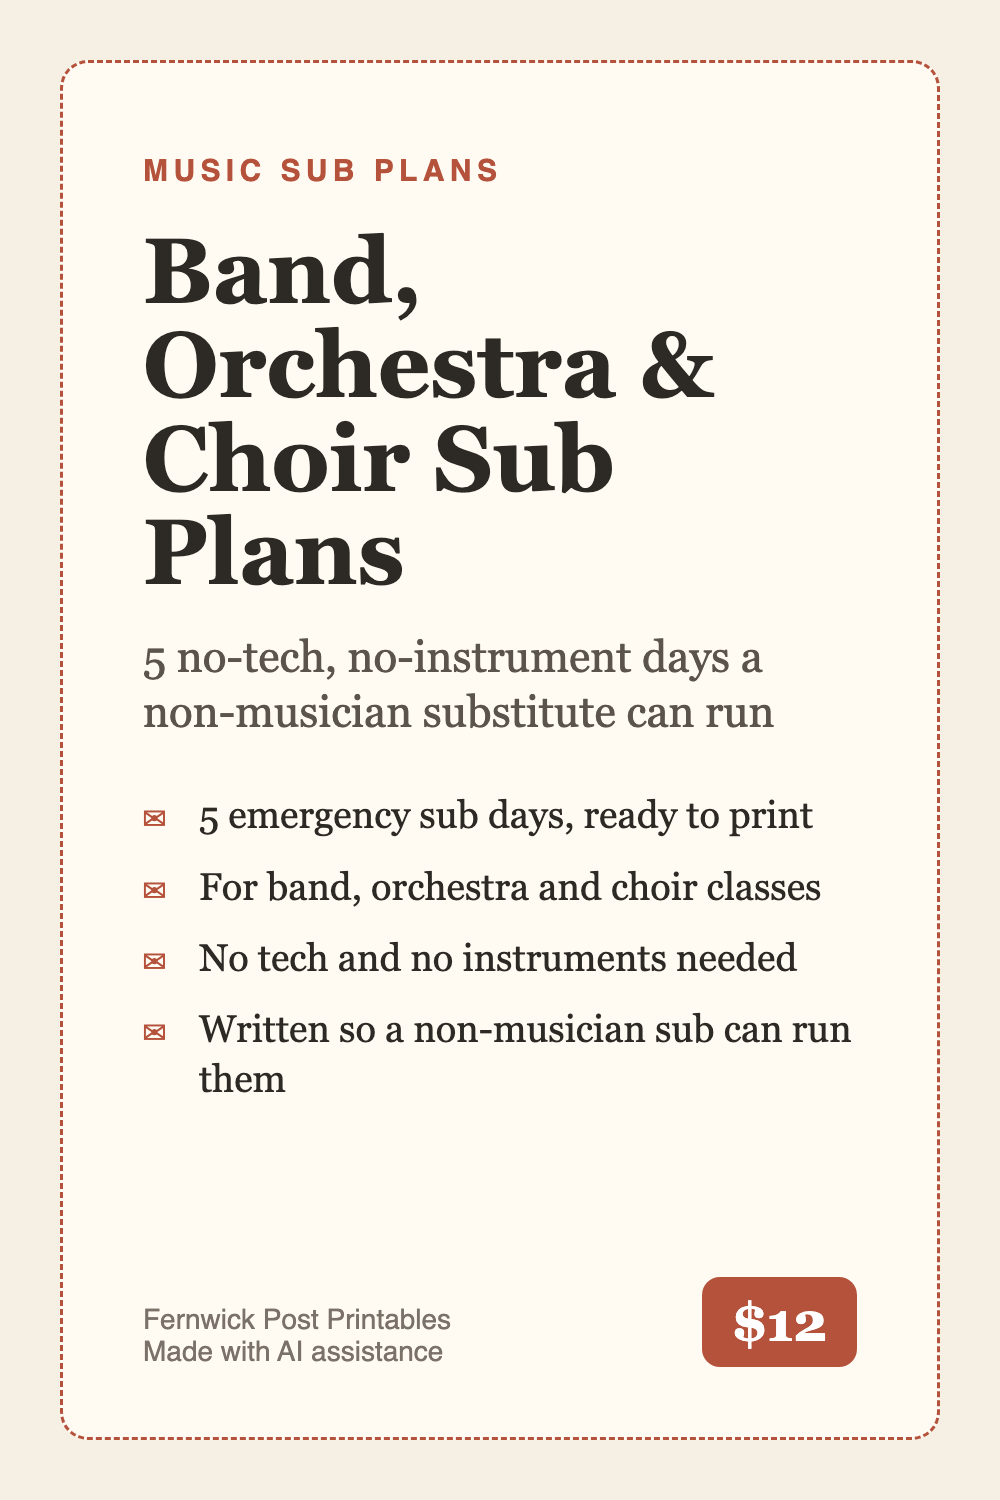 MUSIC SUB PLANS
Band,
Orchestra &
Choir Sub
Plans
5 no-tech, no-instrument days a
non-musician substitute can run
✉ 5 emergency sub days, ready to print
✉ For band, orchestra and choir classes
✉ No tech and no instruments needed
✉ Written so a non-musician sub can run
them
Fernwick Post Printables
Made with AI assistance
$12